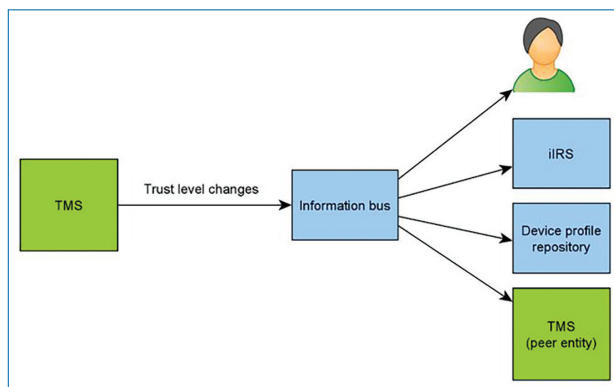 TMS
Trust level changes
Information bus
iIRS
Device profile
repository
TMS
(peer entity)